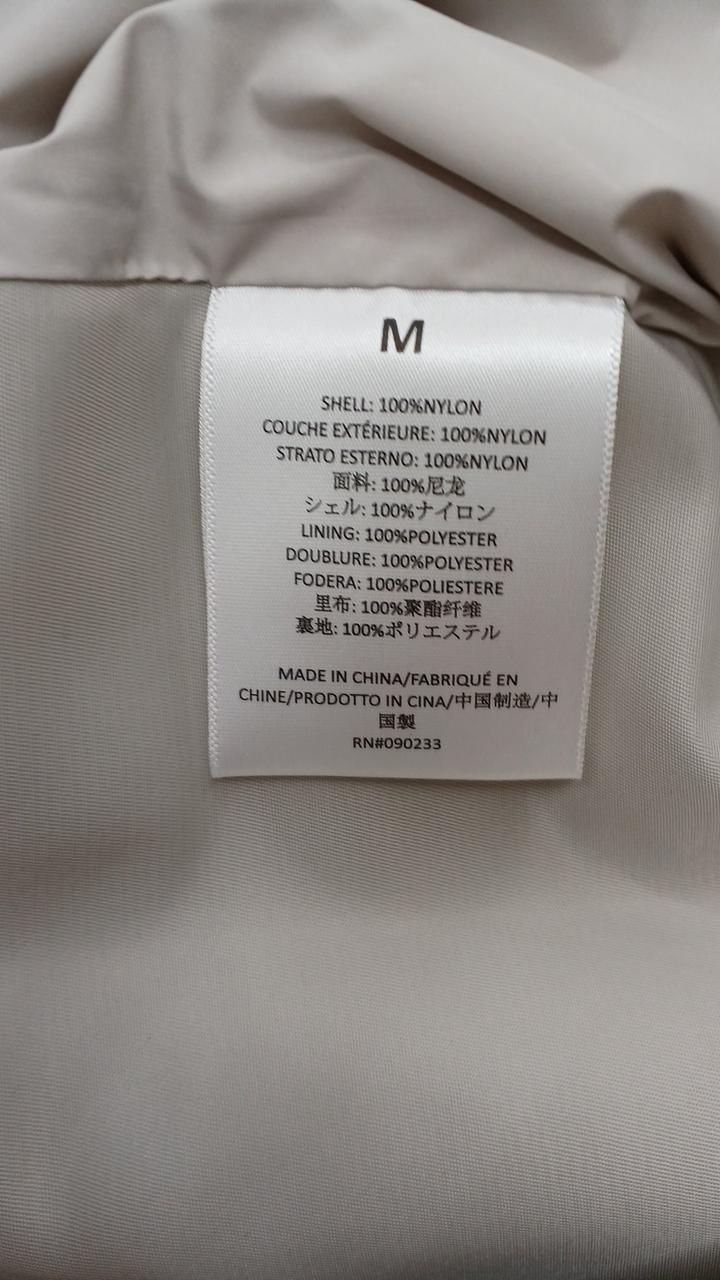 M
SHELL: 100%NYLON
COUCHE EXTÉRIEURE: 100%NYLON
STRATO ESTERNO: 100%NYLON
面料: 100%尼龙
シェル: 100%ナイロン
LINING: 100%POLYESTER
DOUBLURE: 100%POLYESTER
FODERA: 100%POLIESTERE
里布: 100%聚酯纤维
裏地: 100%ポリエステル
MADE IN CHINA/FABRIQUÉ EN
CHINE/PRODOTTO IN CINA/中国制造/中
国製
RN#090233